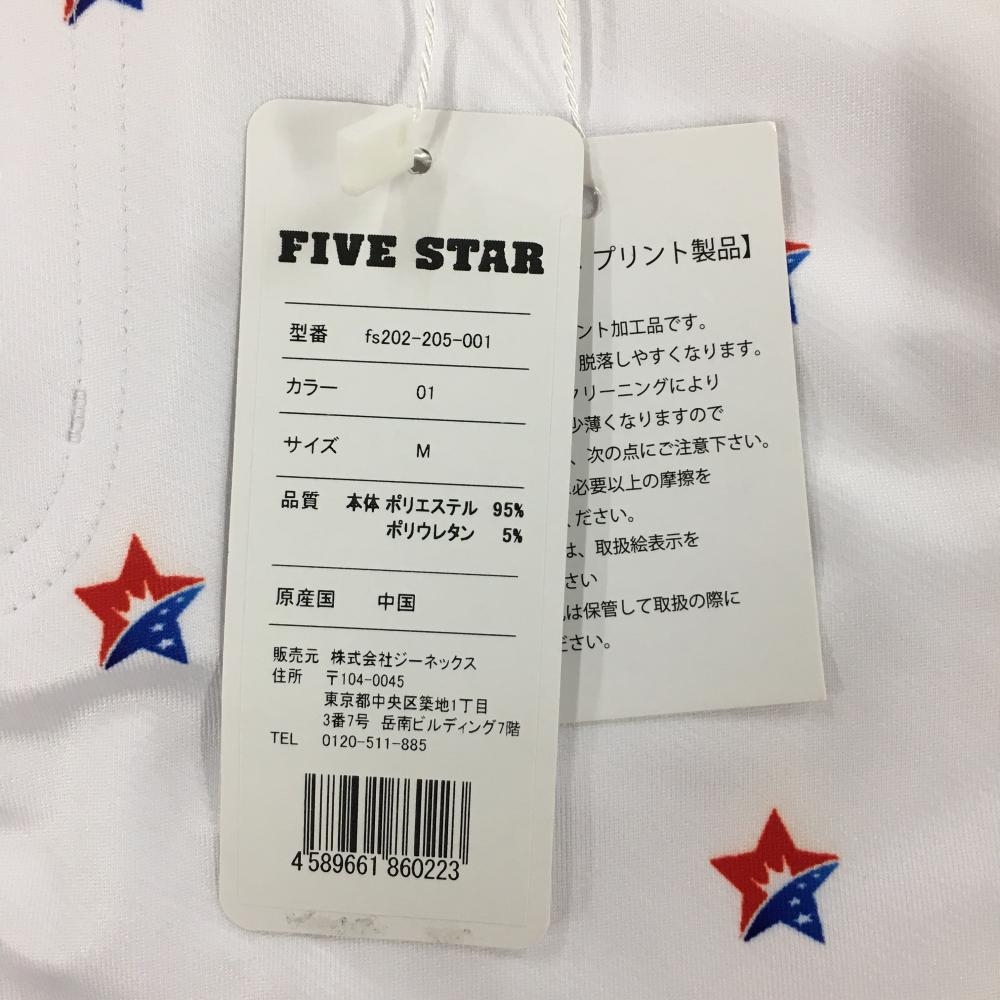 FIVE STAR
型番 fs202-205-001
カラー 01
サイズ M
品質 本体 ポリエステル 95%
ポリウレタン 5%
原産国 中国
販売元 株式会社ジーネックス
住所 〒104-0045
東京都中央区築地1丁目
3番7号 岳南ビルディング7階
TEL 0120-511-885
4 589661 860223
プリント製品】
ント加工品です。
脱落しやすくなります。
クリーニングにより
少薄くなりますので
、次の点にご注意下さい。
必要以上の摩擦を
ください。
は、取扱絵表示を
さい
は保管して取扱の際に
ださい。